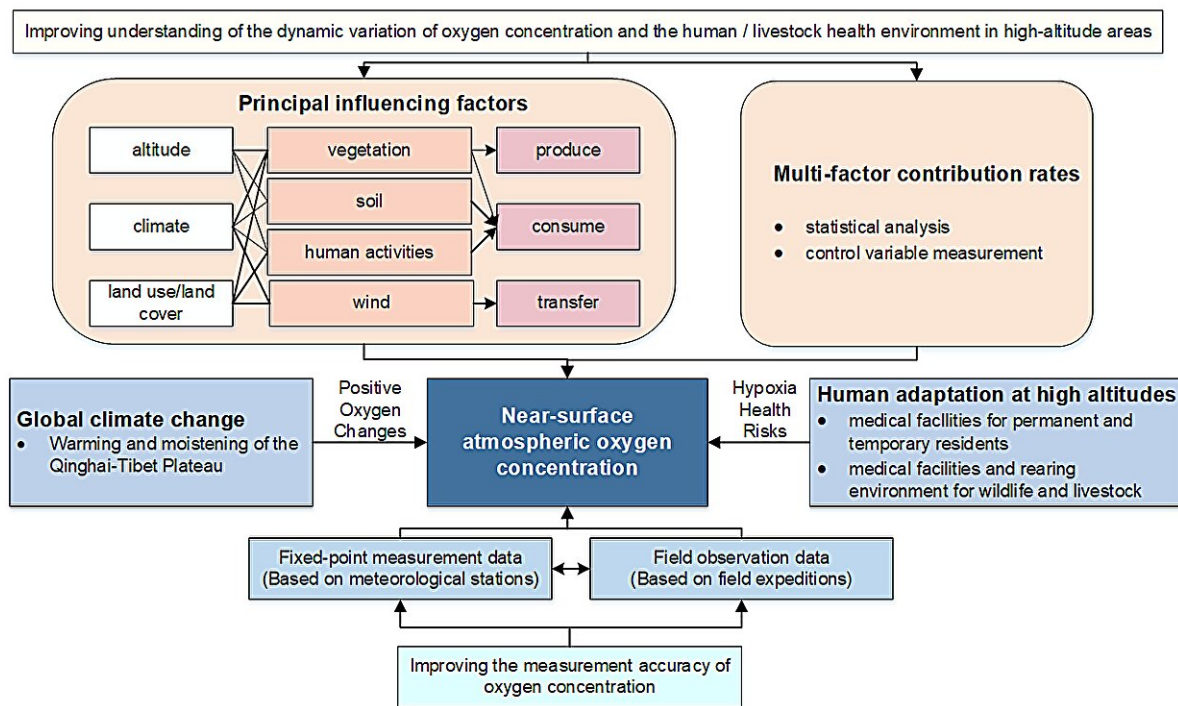 Improving understanding of the dynamic variation of oxygen concentration and the human / livestock health environment in high-altitude areas
Principal influencing factors
altitude
vegetation
produce
soil
climate
consume
human activities
land use/land
cover
wind
transfer
Multi-factor contribution rates
● statistical analysis
● control variable measurement
Global climate change
● Warming and moistening of the
Qinghai-Tibet Plateau
Positive
Oxygen
Changes
Near-surface
atmospheric oxygen
concentration
Hypoxia
Health
Risks
Human adaptation at high altitudes
● medical facllities for permanent and
temporary residents
● medical facilities and rearing
environment for wildlife and livestock
Fixed-point measurement data
(Based on meteorological stations)
Field observation data
(Based on field expeditions)
Improving the measurement accuracy of
oxygen concentration